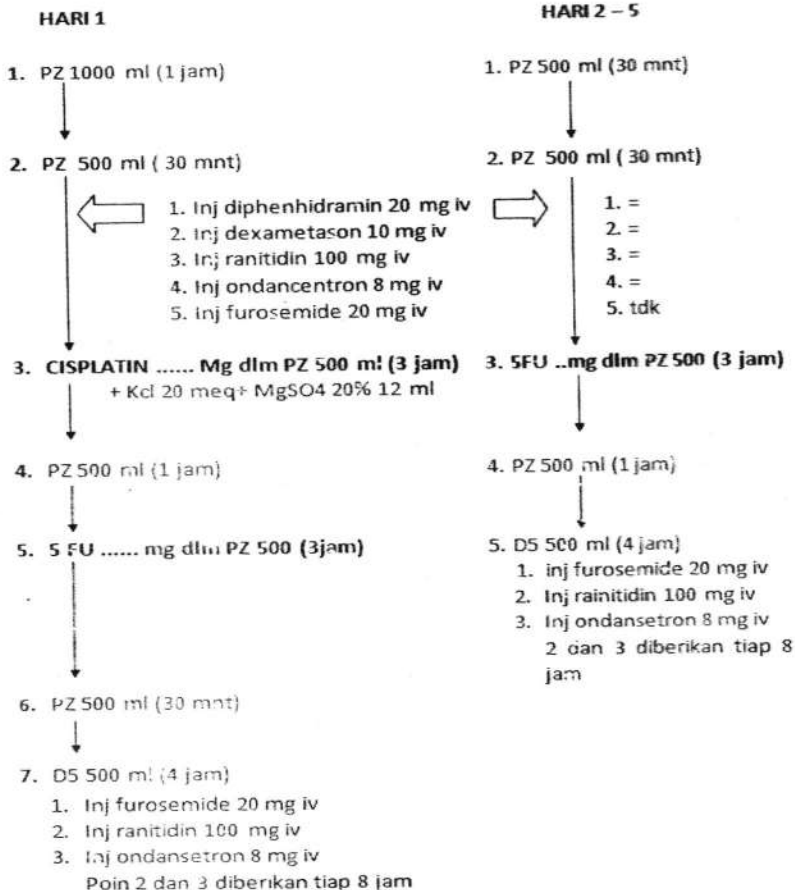 HARI 1
1. PZ 1000 ml (1 jam)
2. PZ 500 ml ( 30 mnt)
1. Inj diphenhidramin 20 mg iv
2. Inj dexametason 10 mg iv
3. Inj ranitidin 100 mg iv
4. Inj ondancentron 8 mg iv
5. Inj furosemide 20 mg iv
3. CISPLATIN ...... Mg dlm PZ 500 ml (3 jam)
+ Kcl 20 meq+ MgSO4 20% 12 ml
4. PZ 500 ml (1 jam)
5. 5 FU ...... mg dlm PZ 500 (3jam)
6. PZ 500 ml (30 mnt)
7. D5 500 ml (4 jam)
1. Inj furosemide 20 mg iv
2. Inj ranitidin 100 mg iv
3. Inj ondansetron 8 mg iv
Poin 2 dan 3 diberikan tiap 8 jam
HARI 2 – 5
1. PZ 500 ml (30 mnt)
2. PZ 500 ml ( 30 mnt)
1. =
2. =
3. =
4. =
5. tdk
3. 5FU ..mg dlm PZ 500 (3 jam)
4. PZ 500 ml (1 jam)
5. D5 500 ml (4 jam)
1. inj furosemide 20 mg iv
2. Inj rainitidin 100 mg iv
3. Inj ondansetron 8 mg iv
2 dan 3 diberikan tiap 8
jam